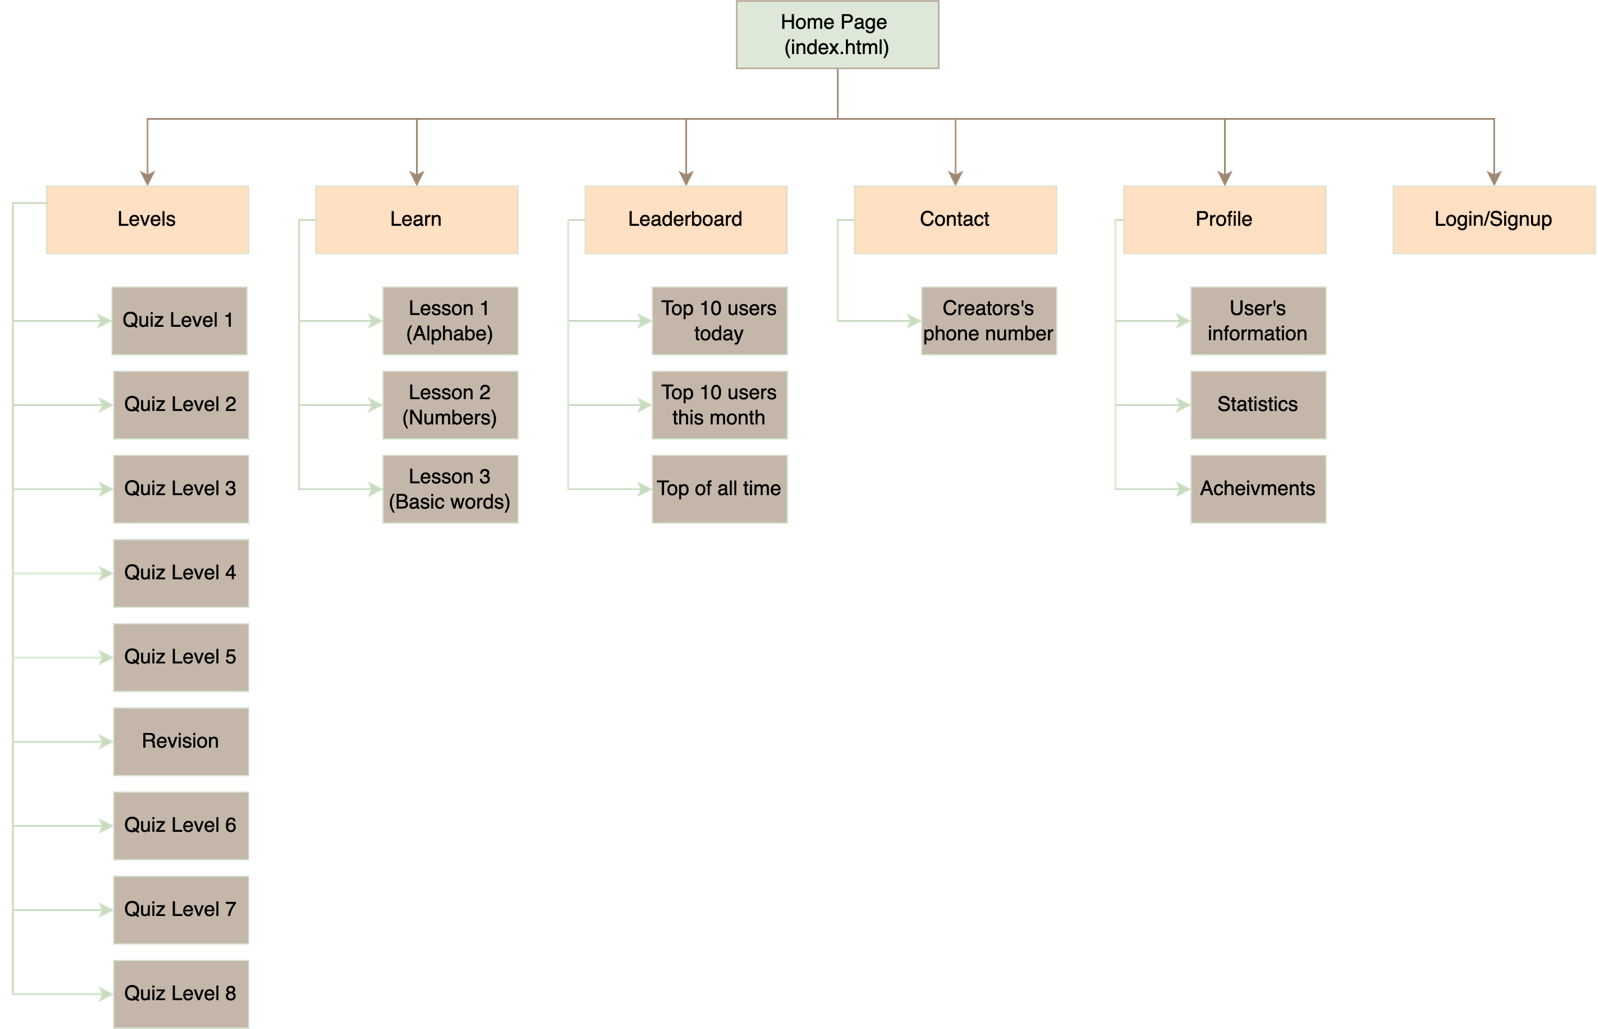 Home Page
(index.html)
Levels
Learn
Leaderboard
Contact
Profile
Login/Signup
Quiz Level 1
Quiz Level 2
Quiz Level 3
Quiz Level 4
Quiz Level 5
Revision
Quiz Level 6
Quiz Level 7
Quiz Level 8
Lesson 1
(Alphabe)
Lesson 2
(Numbers)
Lesson 3
(Basic words)
Top 10 users
today
Top 10 users
this month
Top of all time
Creators's
phone number
User's
information
Statistics
Acheivments